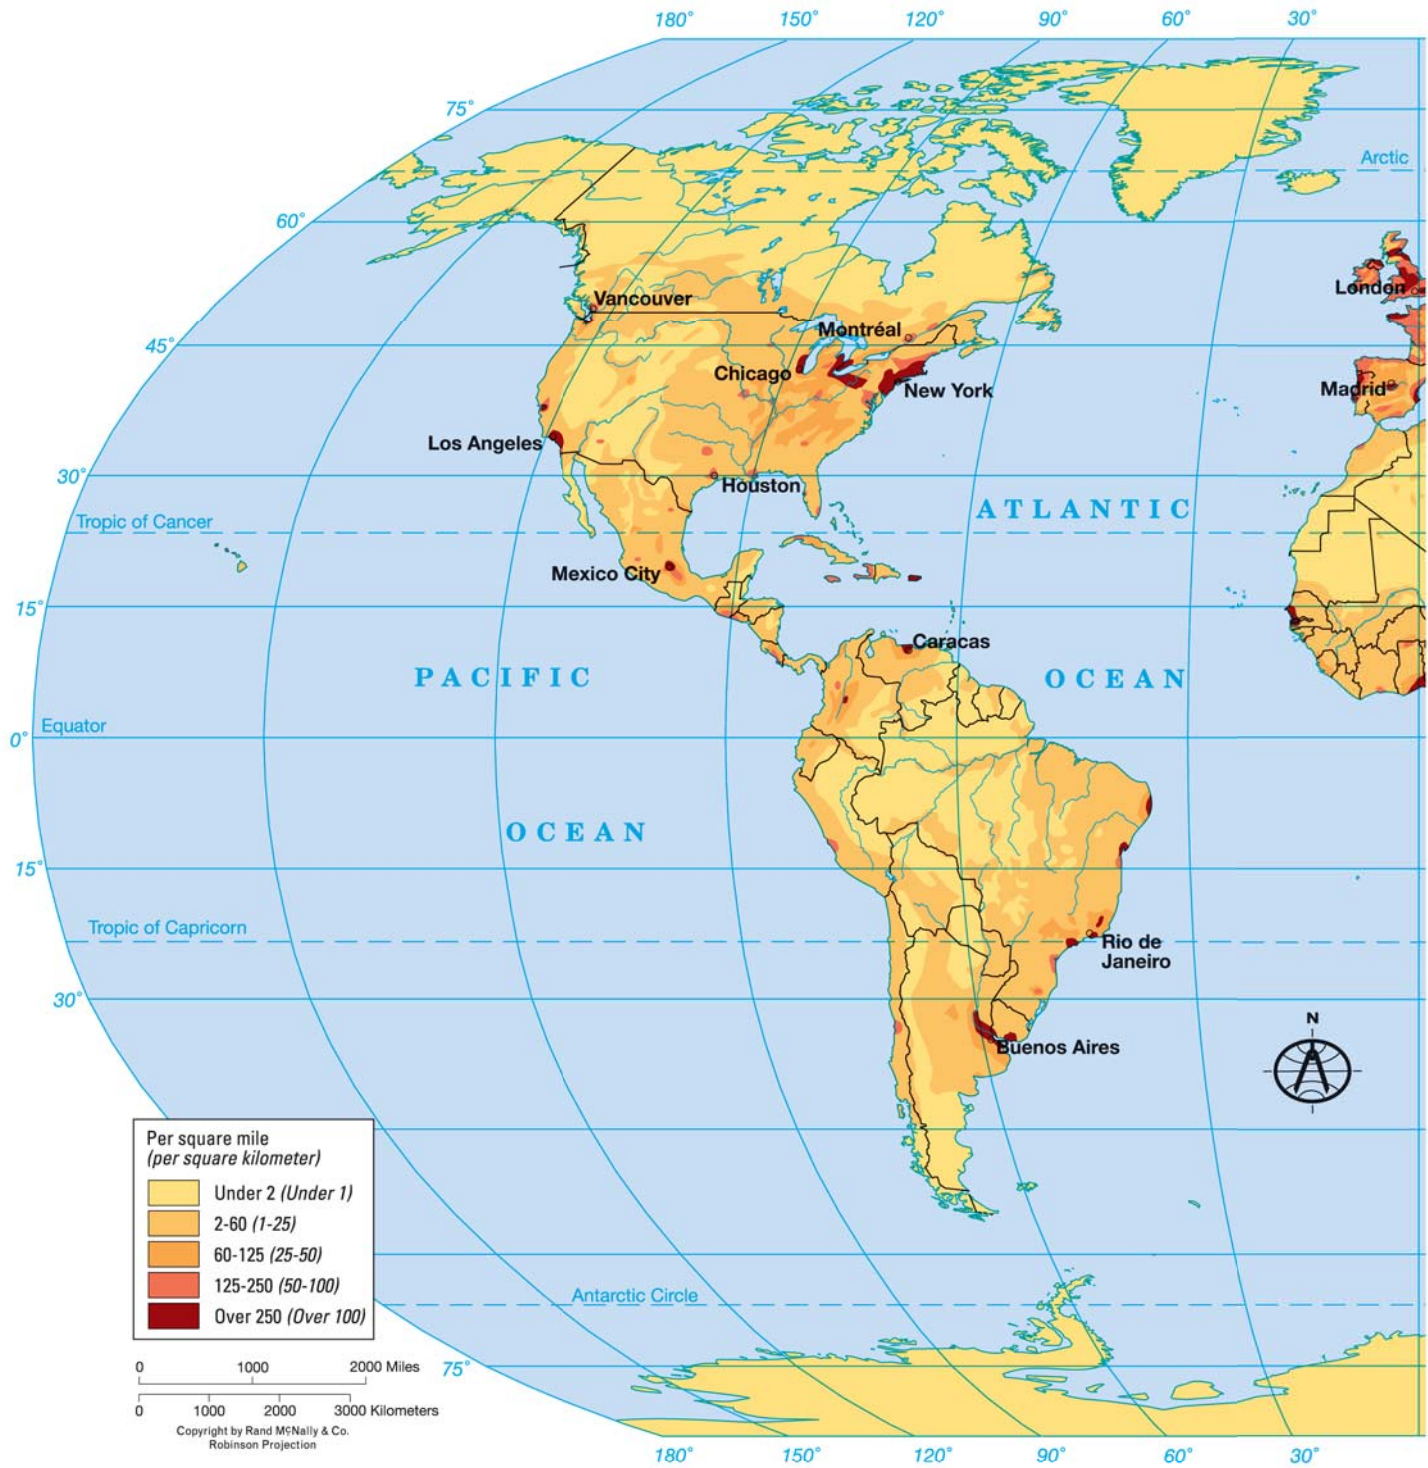 180° 150° 120° 90° 60° 30°
75°
Arctic
60°
London
Vancouver
Montréal
45°
Chicago
Madrid
New York
Los Angeles
30°
Houston
ATLANTIC
Tropic of Cancer
Mexico City
15°
Caracas
PACIFIC
OCEAN
Equator
0°
OCEAN
15°
Tropic of Capricorn
Rio de
Janeiro
30°
N
Buenos Aires
Per square mile
(per square kilometer)
Under 2 (Under 1)
2-60 (1-25)
60-125 (25-50)
125-250 (50-100)
Over 250 (Over 100)
Antarctic Circle
0 1000 2000 Miles
75°
0 1000 2000 3000 Kilometers
Copyright by Rand McNally & Co.
Robinson Projection
180° 150° 120° 90° 60° 30°